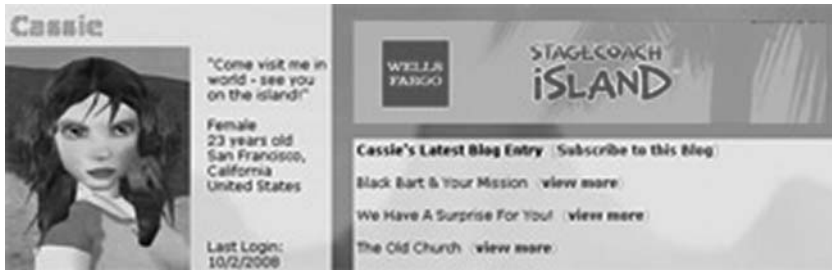 Cassie
"Come visit me in
world - see you
on the island!"
Female
23 years old
San Francisco,
California
United States
Last Login:
10/2/2008
WELLS
FARGO
STAGECOACH
ISLAND
Cassie's Latest Blog Entry (Subscribe to this Blog)
Black Bart & Your Mission (view more)
We Have A Surprise For You! (view more)
The Old Church (view more)